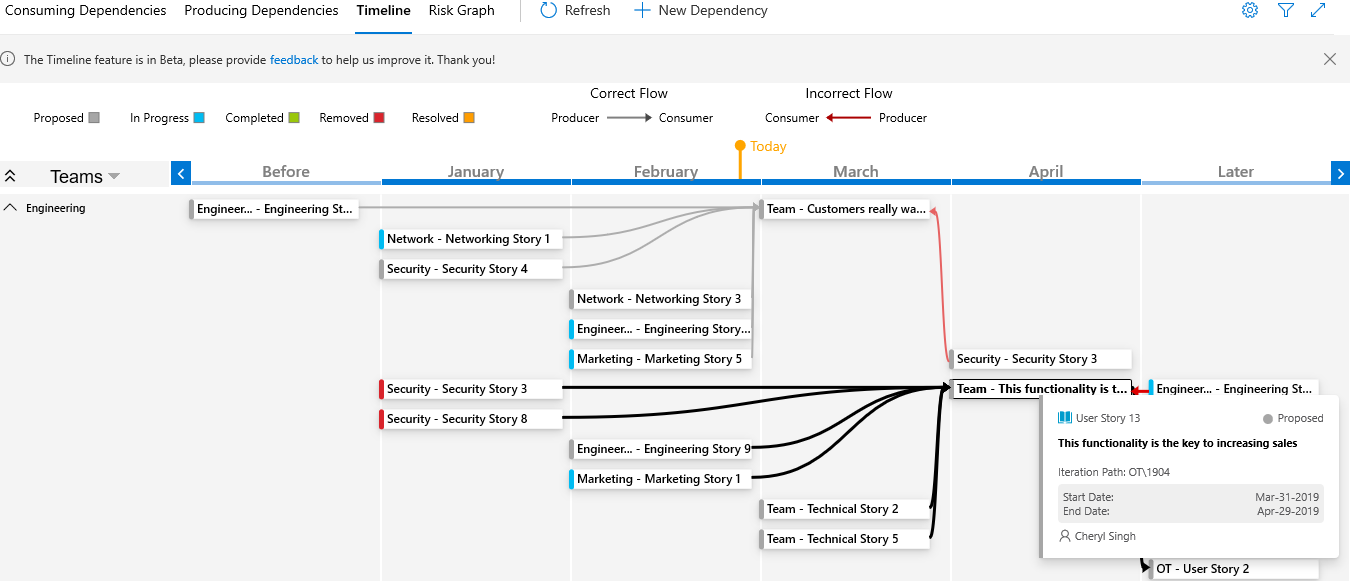 Consuming Dependencies Producing Dependencies Timeline Risk Graph Refresh New Dependency
The Timeline feature is in Beta, please provide feedback to help us improve it. Thank you!
Correct Flow Incorrect Flow
Proposed In Progress Completed Removed Resolved Producer Consumer Consumer Producer
Today
Teams Before January February March April Later
Engineering Engineer... - Engineering St... Team - Customers really wa...
Network - Networking Story 1
Security - Security Story 4
Network - Networking Story 3
Engineer... - Engineering Story...
Marketing - Marketing Story 5 Security - Security Story 3
Security - Security Story 3 Team - This functionality is t... Engineer... - Engineering St...
Security - Security Story 8
User Story 13 Proposed
Engineer... - Engineering Story 9 This functionality is the key to increasing sales
Marketing - Marketing Story 1 Iteration Path: OT\1904
Start Date: Mar-31-2019
Team - Technical Story 2 End Date: Apr-29-2019
Team - Technical Story 5 Cheryl Singh
OT - User Story 2